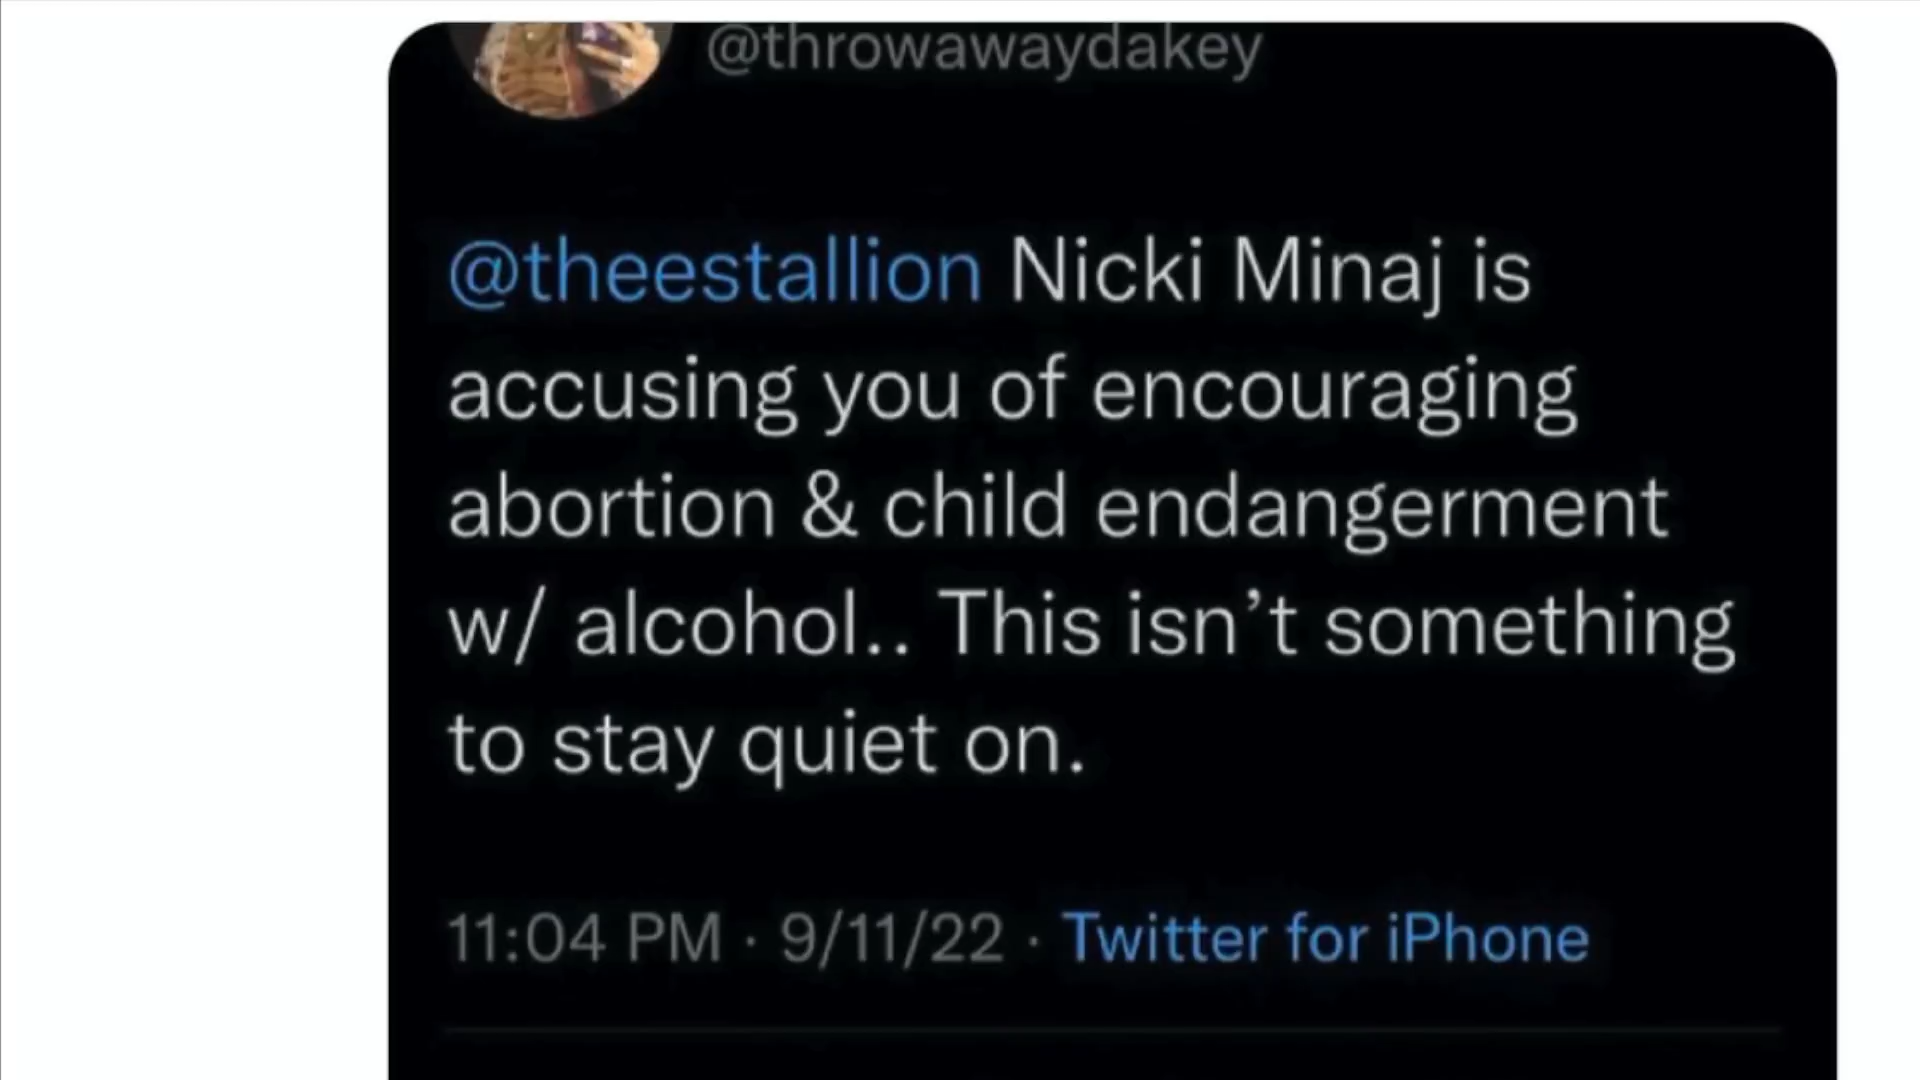 @throwawaydakey
@theestallion Nicki Minaj is
accusing you of encouraging
abortion & child endangerment
w/ alcohol.. This isn’t something
to stay quiet on.
11:04 PM · 9/11/22 · Twitter for iPhone